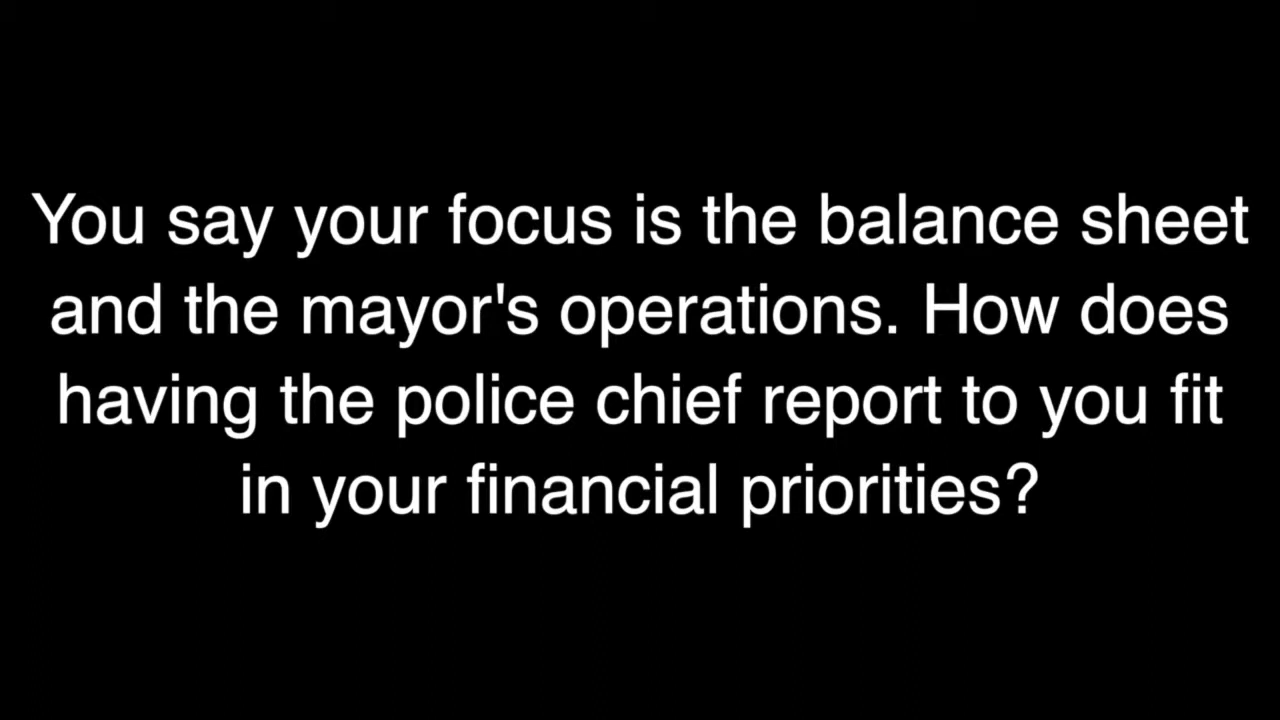 You say your focus is the balance sheet
and the mayor's operations. How does
having the police chief report to you fit
in your financial priorities?